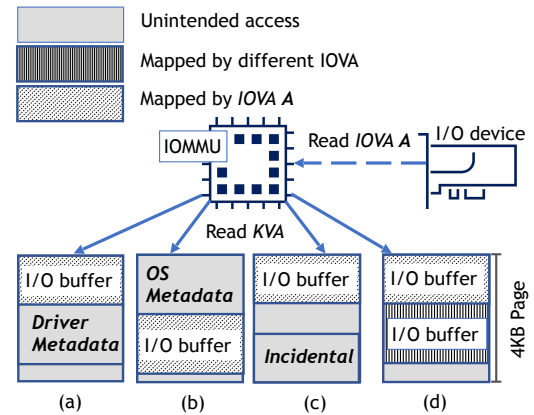 Unintended access
Mapped by different IOVA
Mapped by IOVA A
IOMMU
Read IOVA A
I/O device
Read KVA
I/O buffer
Driver
Metadata
OS
Metadata
I/O buffer
I/O buffer
Incidental
I/O buffer
I/O buffer
4KB Page
(a)
(b)
(c)
(d)